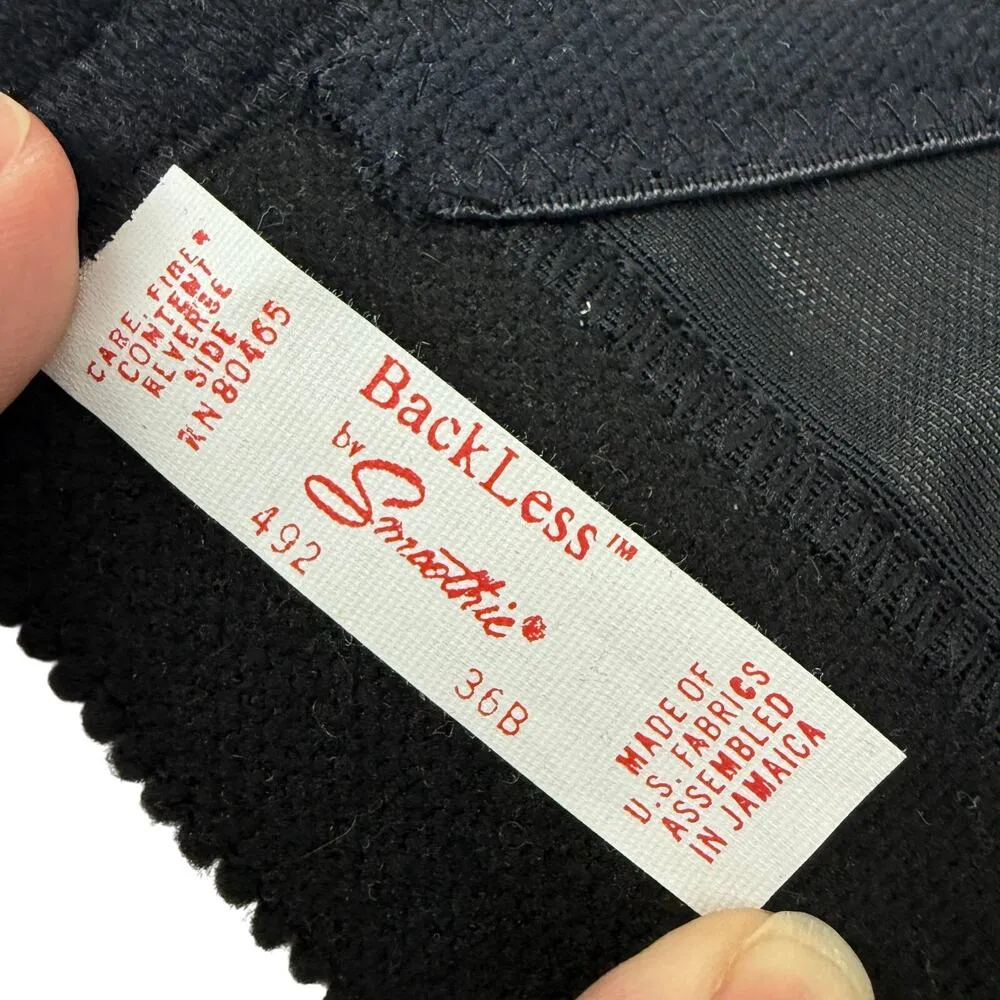 CARE, FIBER
CONTENT
REVERSE
SIDE
RN 80465
BackLess™
by
Smoothie®
492
36B
MADE OF
U.S. FABRICS
ASSEMBLED
IN JAMAICA